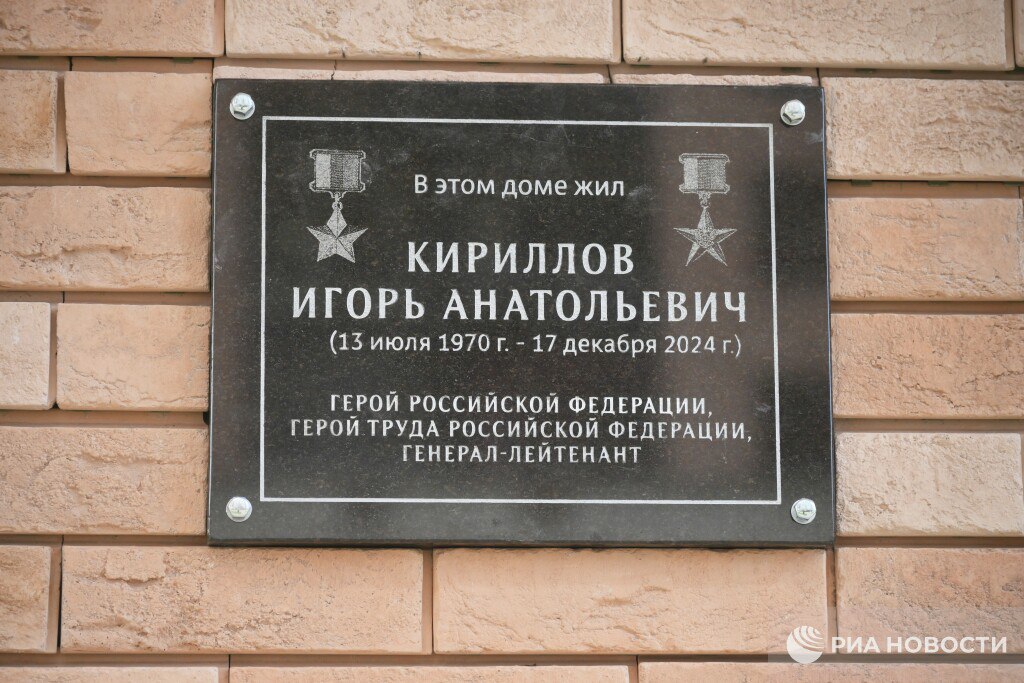 В этом доме жил
КИРИЛЛОВ
ИГОРЬ АНАТОЛЬЕВИЧ
(13 июля 1970 г. - 17 декабря 2024 г.)
ГЕРОЙ РОССИЙСКОЙ ФЕДЕРАЦИИ,
ГЕРОЙ ТРУДА РОССИЙСКОЙ ФЕДЕРАЦИИ,
ГЕНЕРАЛ-ЛЕЙТЕНАНТ
РИА НОВОСТИ